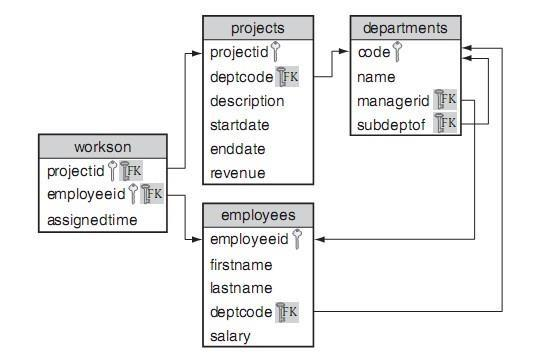 projects
projectid
deptcode FK
description
startdate
enddate
revenue
departments
code
name
managerid FK
subdeptof FK
workson
projectid FK
employeeid FK
assignedtime
employees
employeeid
firstname
lastname
deptcode FK
salary